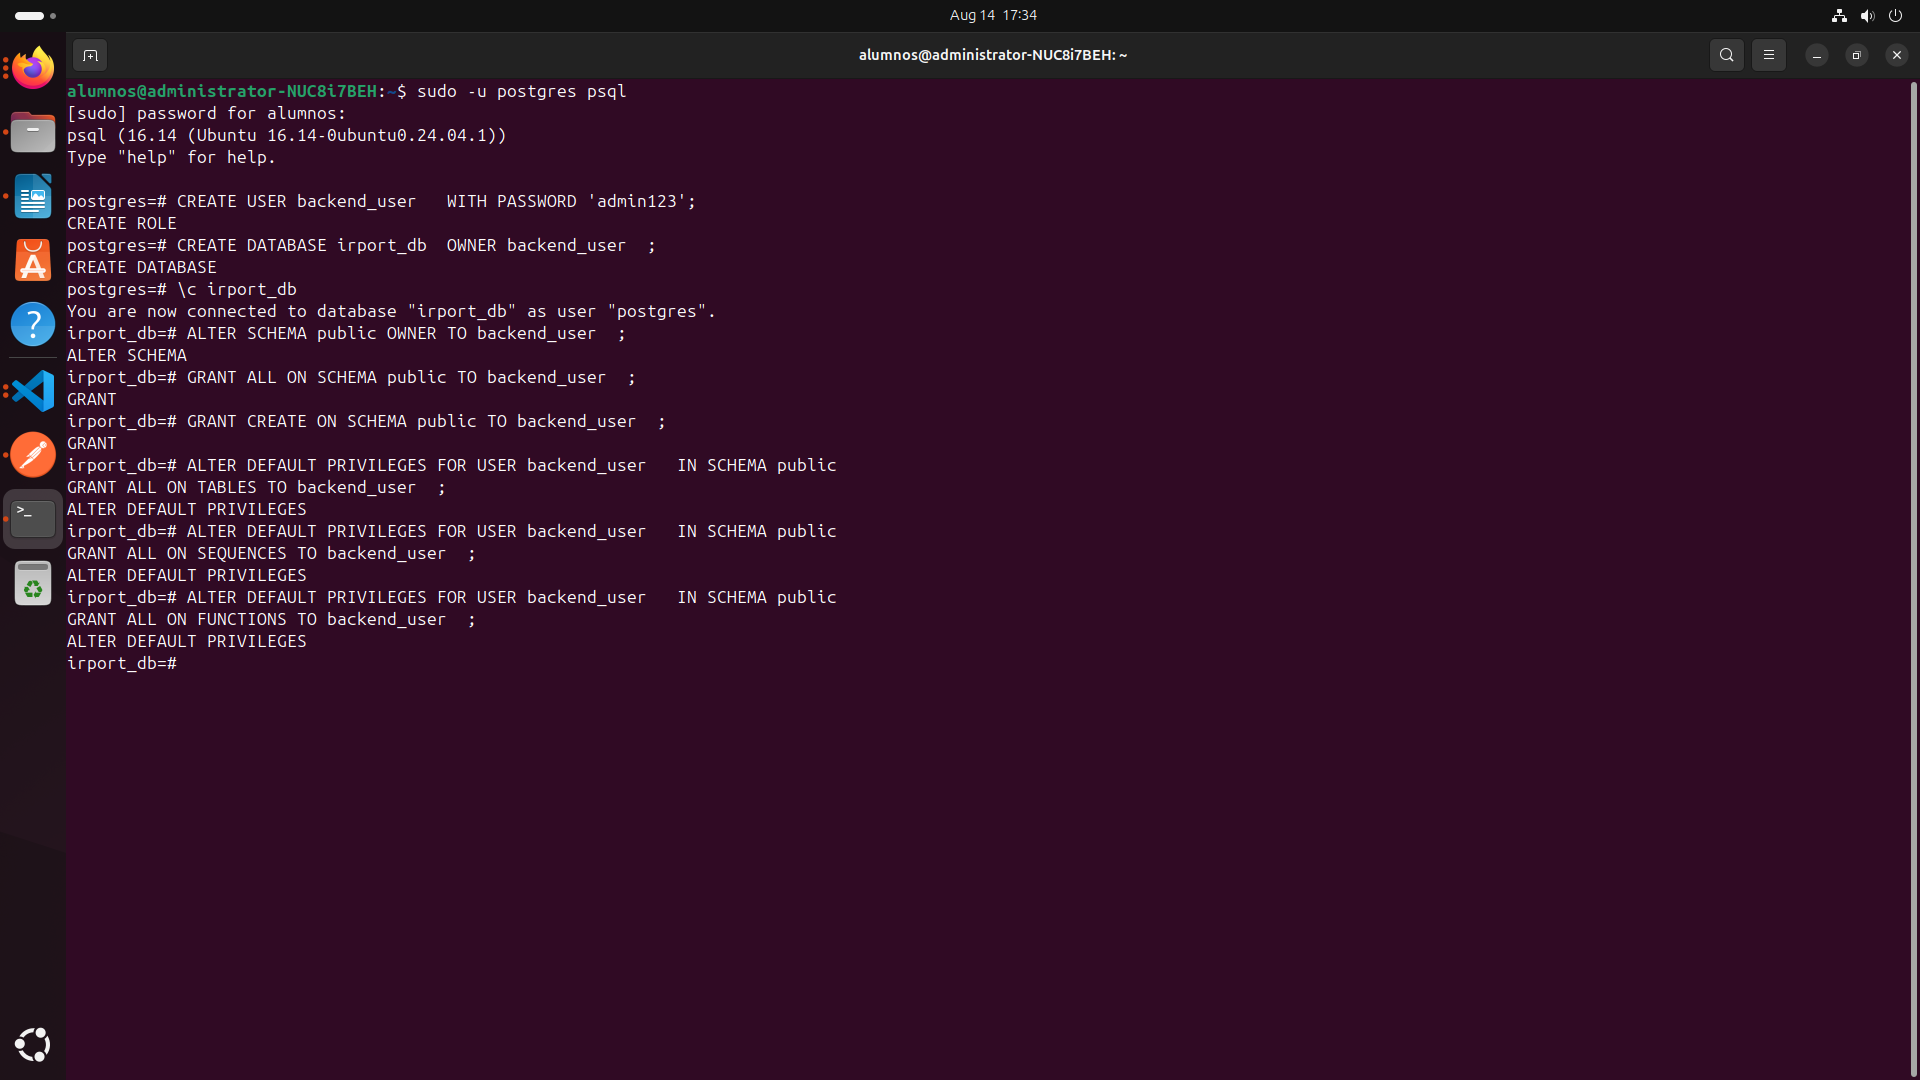 Aug 14 17:34
alumnos@administrator-NUC8i7BEH: ~
alumnos@administrator-NUC8i7BEH:~$ sudo -u postgres psql
[sudo] password for alumnos:
psql (16.14 (Ubuntu 16.14-0ubuntu0.24.04.1))
Type "help" for help.
postgres=# CREATE USER backend_user   WITH PASSWORD 'admin123';
CREATE ROLE
postgres=# CREATE DATABASE irport_db  OWNER backend_user  ;
CREATE DATABASE
postgres=# \c irport_db
You are now connected to database "irport_db" as user "postgres".
irport_db=# ALTER SCHEMA public OWNER TO backend_user  ;
ALTER SCHEMA
irport_db=# GRANT ALL ON SCHEMA public TO backend_user  ;
GRANT
irport_db=# GRANT CREATE ON SCHEMA public TO backend_user  ;
GRANT
irport_db=# ALTER DEFAULT PRIVILEGES FOR USER backend_user   IN SCHEMA public
GRANT ALL ON TABLES TO backend_user  ;
ALTER DEFAULT PRIVILEGES
irport_db=# ALTER DEFAULT PRIVILEGES FOR USER backend_user   IN SCHEMA public
GRANT ALL ON SEQUENCES TO backend_user  ;
ALTER DEFAULT PRIVILEGES
irport_db=# ALTER DEFAULT PRIVILEGES FOR USER backend_user   IN SCHEMA public
GRANT ALL ON FUNCTIONS TO backend_user  ;
ALTER DEFAULT PRIVILEGES
irport_db=#